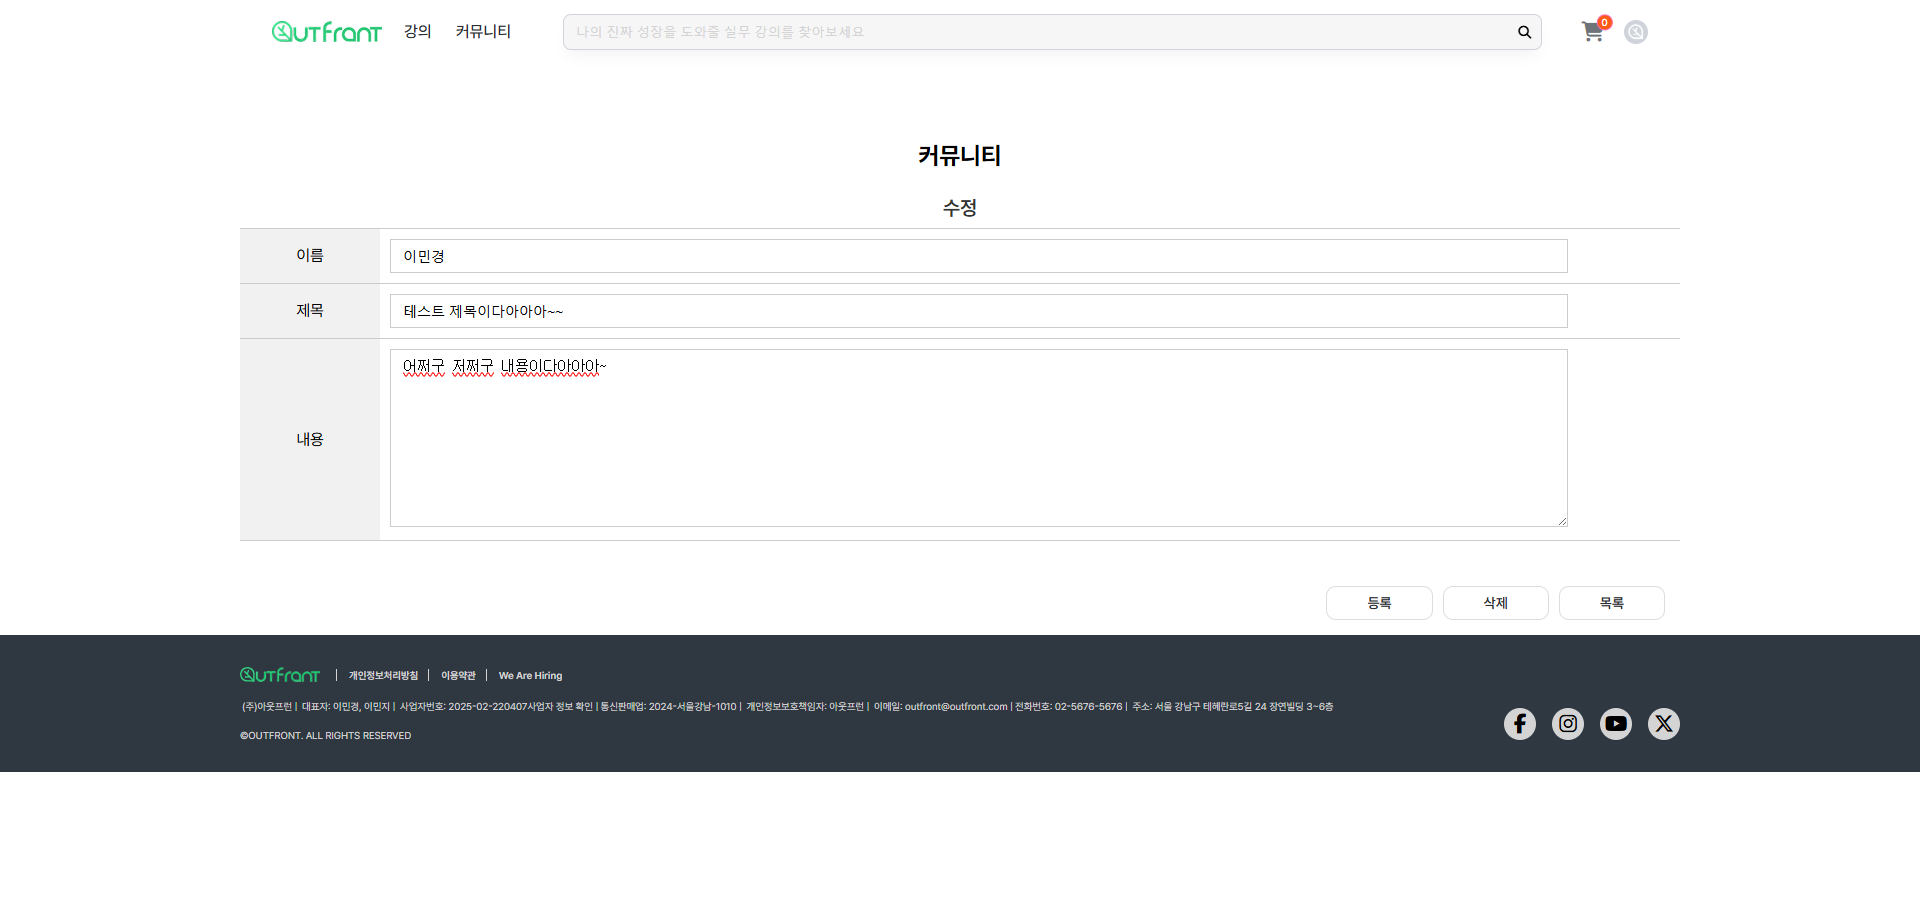 OUTFRONT 강의 커뮤니티 나의 진짜 성장을 도와줄 실무 강의를 찾아보세요 0
커뮤니티
수정
이름 이민경
제목 테스트 제목이다아아아~~
내용 어쩌구 저쩌구 내용이다아아아~
등록 삭제 목록
OUTFRONT | 개인정보처리방침 | 이용약관 | We Are Hiring
(주)아웃프런 | 대표자: 이민경, 이민지 | 사업자번호: 2025-02-220407사업자 정보 확인 | 통신판매업: 2024-서울강남-1010 | 개인정보보호책임자: 아웃프런 | 이메일: outfront@outfront.com | 전화번호: 02-5676-5676 | 주소: 서울 강남구 테헤란로5길 24 장연빌딩 3~6층
©OUTFRONT. ALL RIGHTS RESERVED